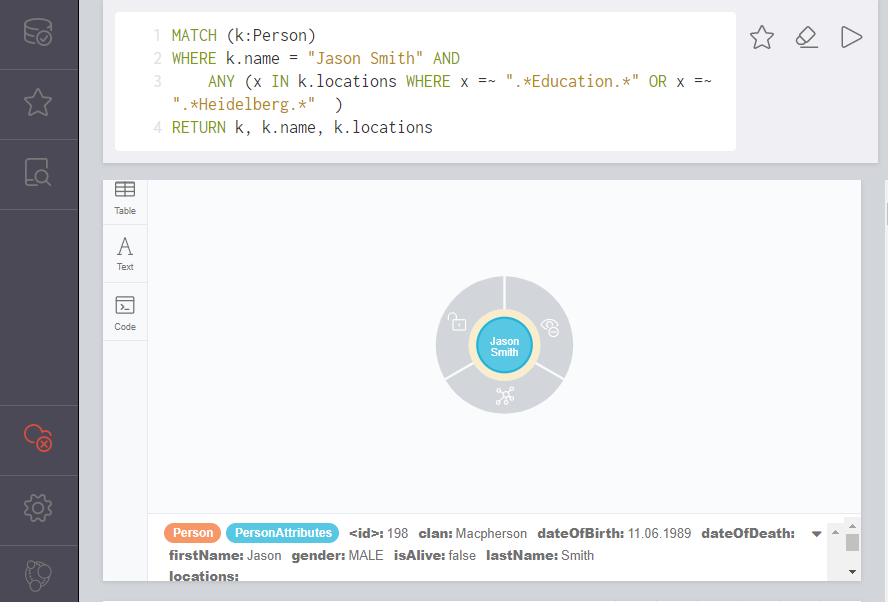 1 MATCH (k:Person)
2 WHERE k.name = "Jason Smith" AND
3 ANY (x IN k.locations WHERE x =~ ".*Education.*" OR x =~
".*Heidelberg.*" )
4 RETURN k, k.name, k.locations
Table
Text
Code
Jason
Smith
Person PersonAttributes <id>: 198 clan: Macpherson dateOfBirth: 11.06.1989 dateOfDeath:
firstName: Jason gender: MALE isAlive: false lastName: Smith
locations: